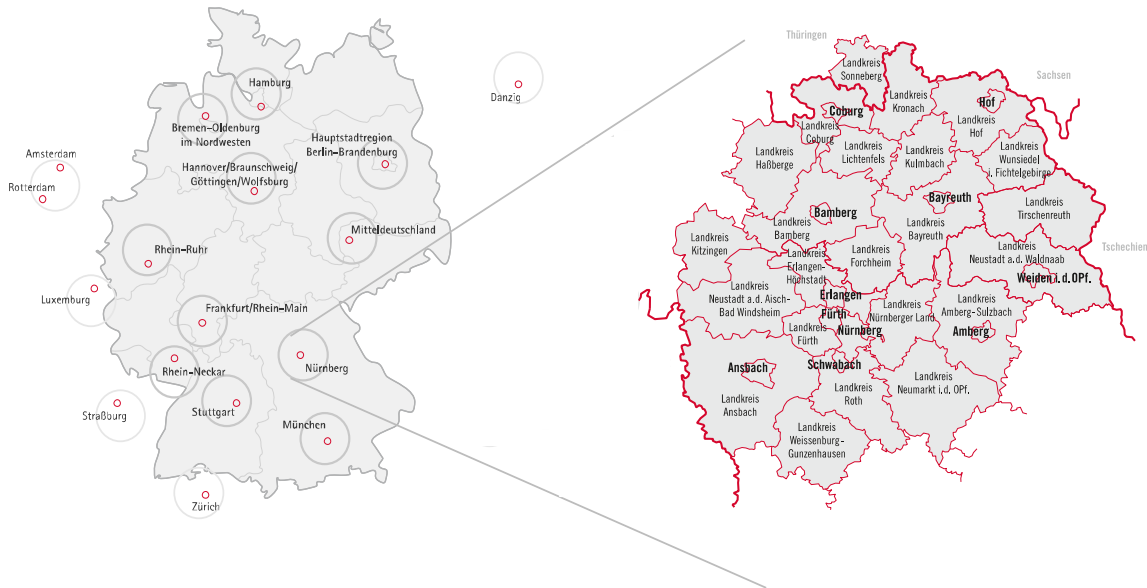 Hamburg
Bremen-Oldenburg
im Nordwesten
Hauptstadtregion
Berlin-Brandenburg
Danzig
Amsterdam
Rotterdam
Hannover/Braunschweig/
Göttingen/Wolfsburg
Mitteldeutschland
Rhein-Ruhr
Luxemburg
Frankfurt/Rhein-Main
Rhein-Neckar
Nürnberg
Straßburg
Stuttgart
München
Zürich
Thüringen
Sachsen
Tschechien
Landkreis
Sonneberg
Landkreis
Kronach
Hof
Landkreis
Hof
Coburg
Landkreis
Coburg
Landkreis
Lichtenfels
Landkreis
Kulmbach
Landkreis
Wunsiedel
i. Fichtelgebirge
Landkreis
Haßberge
Bayreuth
Landkreis
Bayreuth
Landkreis
Tirschenreuth
Bamberg
Landkreis
Bamberg
Landkreis
Kitzingen
Landkreis
Erlangen-
Höchstadt
Landkreis
Forchheim
Landkreis
Neustadt a.d. Waldnaab
Weiden i.d.OPf.
Landkreis
Neustadt a.d. Aisch-
Bad Windsheim
Erlangen
Fürth
Nürnberg
Landkreis
Nürnberger Land
Landkreis
Amberg-Sulzbach
Amberg
Landkreis
Fürth
Schwabach
Ansbach
Landkreis
Ansbach
Landkreis
Roth
Landkreis
Neumarkt i.d. OPf.
Landkreis
Weissenburg-
Gunzenhausen